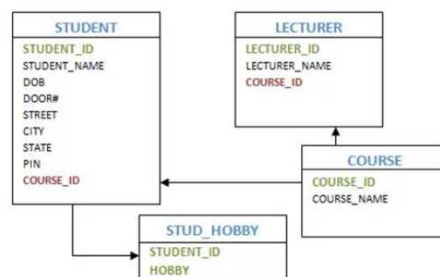 STUDENT
STUDENT_ID
STUDENT_NAME
DOB
DOOR#
STREET
CITY
STATE
PIN
COURSE_ID
LECTURER
LECTURER_ID
LECTURER_NAME
COURSE_ID
COURSE
COURSE_ID
COURSE_NAME
STUD_HOBBY
STUDENT_ID
HOBBY